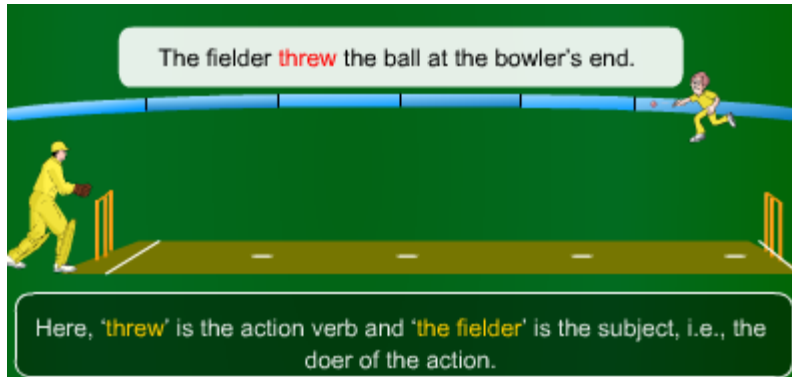 The fielder threw the ball at the bowler’s end.
Here, ‘threw’ is the action verb and ‘the fielder’ is the subject, i.e., the
doer of the action.